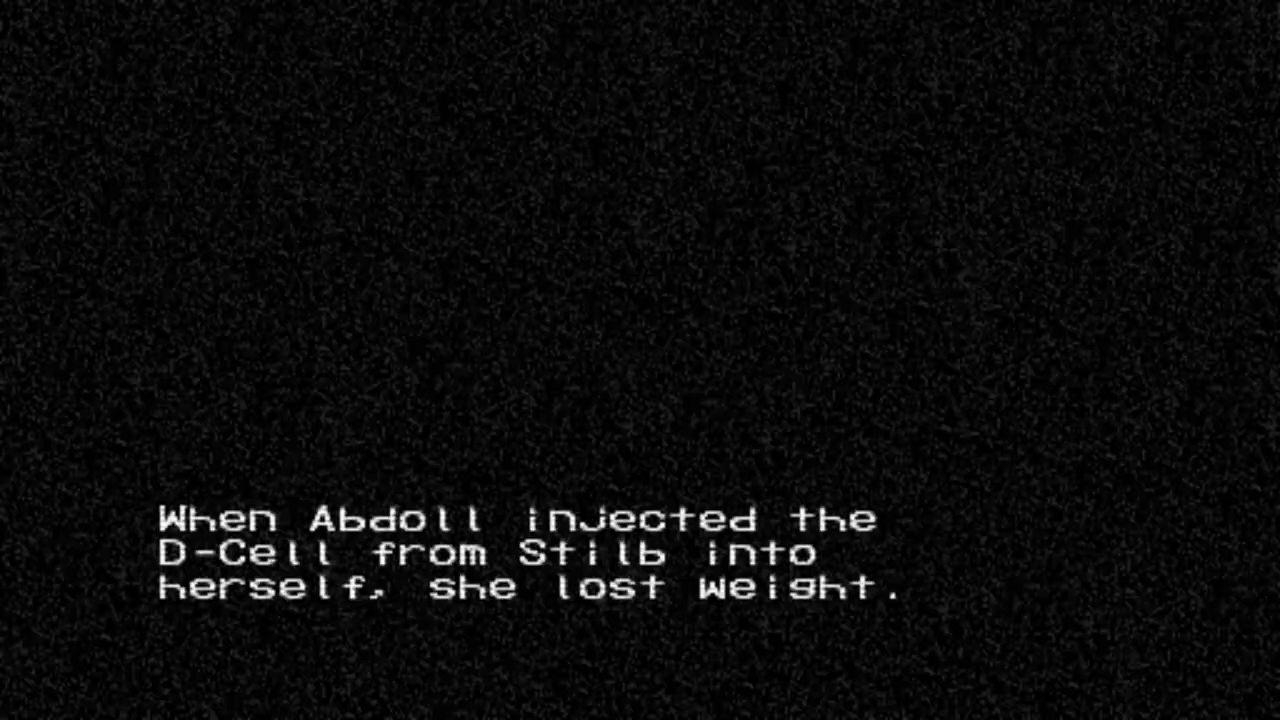 When Abdoll injected the
D-Cell from Stilb into
herself, she lost weight.